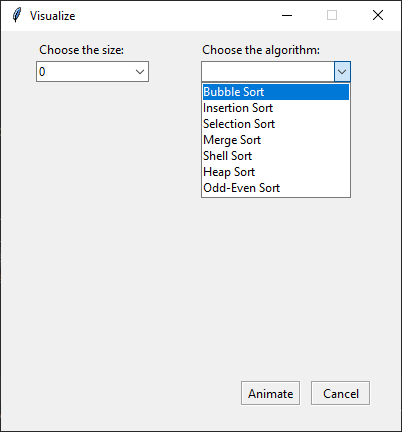 Visualize
Choose the size:
Choose the algorithm:
0
Bubble Sort
Insertion Sort
Selection Sort
Merge Sort
Shell Sort
Heap Sort
Odd-Even Sort
Animate
Cancel